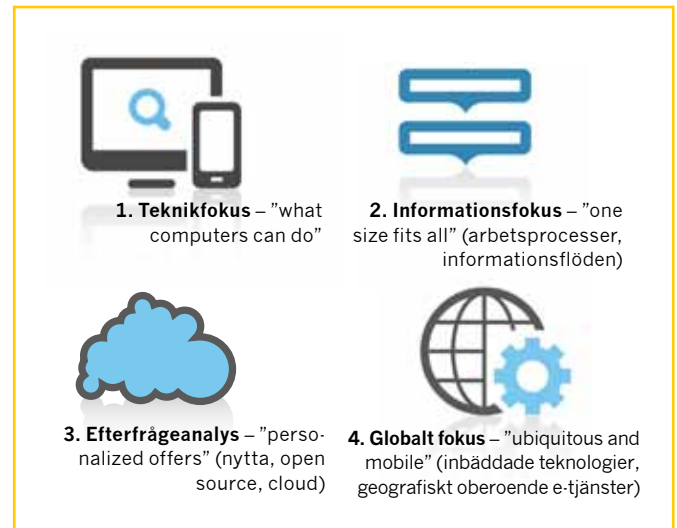 1. Teknikfokus – ”what
computers can do”
2. Informationsfokus – ”one
size fits all” (arbetsprocesser,
informationsflöden)
3. Efterfrågeanalys – ”perso-
nalized offers” (nytta, open
source, cloud)
4. Globalt fokus – ”ubiquitous and
mobile” (inbäddade teknologier,
geografiskt oberoende e-tjänster)